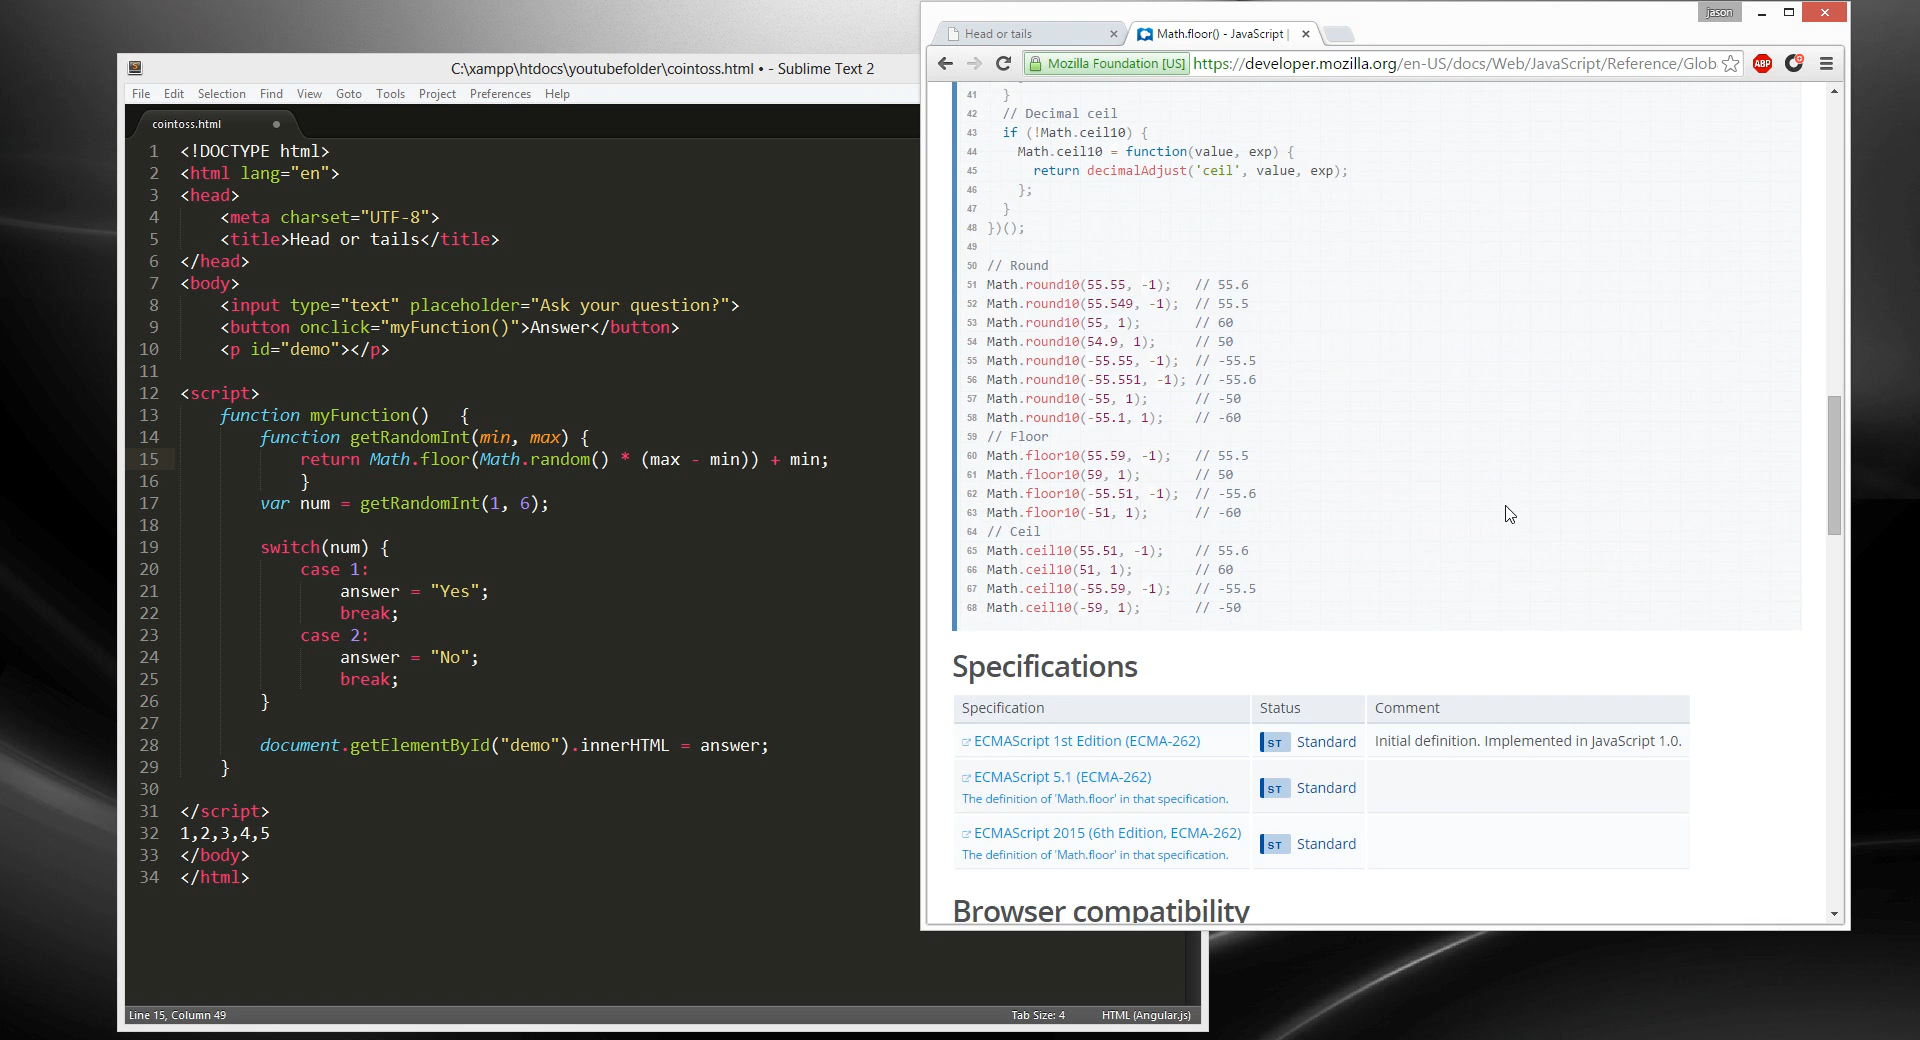 C:\xampp\htdocs\youtubefolder\cointoss.html • - Sublime Text 2
File Edit Selection Find View Goto Tools Project Preferences Help
cointoss.html
1 <!DOCTYPE html>
2 <html lang="en">
3 <head>
4 <meta charset="UTF-8">
5 <title>Head or tails</title>
6 </head>
7 <body>
8 <input type="text" placeholder="Ask your question?">
9 <button onclick="myFunction()">Answer</button>
10 <p id="demo"></p>
11
12 <script>
13 function myFunction() {
14 function getRandomInt(min, max) {
15 return Math.floor(Math.random() * (max - min)) + min;
16 }
17 var num = getRandomInt(1, 6);
18
19 switch(num) {
20 case 1:
21 answer = "Yes";
22 break;
23 case 2:
24 answer = "No";
25 break;
26 }
27
28 document.getElementById("demo").innerHTML = answer;
29 }
30
31 </script>
32 1,2,3,4,5
33 </body>
34 </html>
Line 15, Column 49 Tab Size: 4 HTML (Angular.js)
jason
Head or tails
Math.floor() - JavaScript |
Mozilla Foundation [US] https://developer.mozilla.org/en-US/docs/Web/JavaScript/Reference/Glob
ABP
41 }
42 // Decimal ceil
43 if (!Math.ceil10) {
44 Math.ceil10 = function(value, exp) {
45 return decimalAdjust('ceil', value, exp);
46 };
47 }
48 })();
49
50 // Round
51 Math.round10(55.55, -1); // 55.6
52 Math.round10(55.549, -1); // 55.5
53 Math.round10(55, 1); // 60
54 Math.round10(54.9, 1); // 50
55 Math.round10(-55.55, -1); // -55.5
56 Math.round10(-55.551, -1); // -55.6
57 Math.round10(-55, 1); // -50
58 Math.round10(-55.1, 1); // -60
59 // Floor
60 Math.floor10(55.59, -1); // 55.5
61 Math.floor10(59, 1); // 50
62 Math.floor10(-55.51, -1); // -55.6
63 Math.floor10(-51, 1); // -60
64 // Ceil
65 Math.ceil10(55.51, -1); // 55.6
66 Math.ceil10(51, 1); // 60
67 Math.ceil10(-55.59, -1); // -55.5
68 Math.ceil10(-59, 1); // -50
Specifications
Specification Status Comment
ECMAScript 1st Edition (ECMA-262) ST Standard Initial definition. Implemented in JavaScript 1.0.
ECMAScript 5.1 (ECMA-262)
The definition of 'Math.floor' in that specification. ST Standard
ECMAScript 2015 (6th Edition, ECMA-262)
The definition of 'Math.floor' in that specification. ST Standard
Browser compatibility